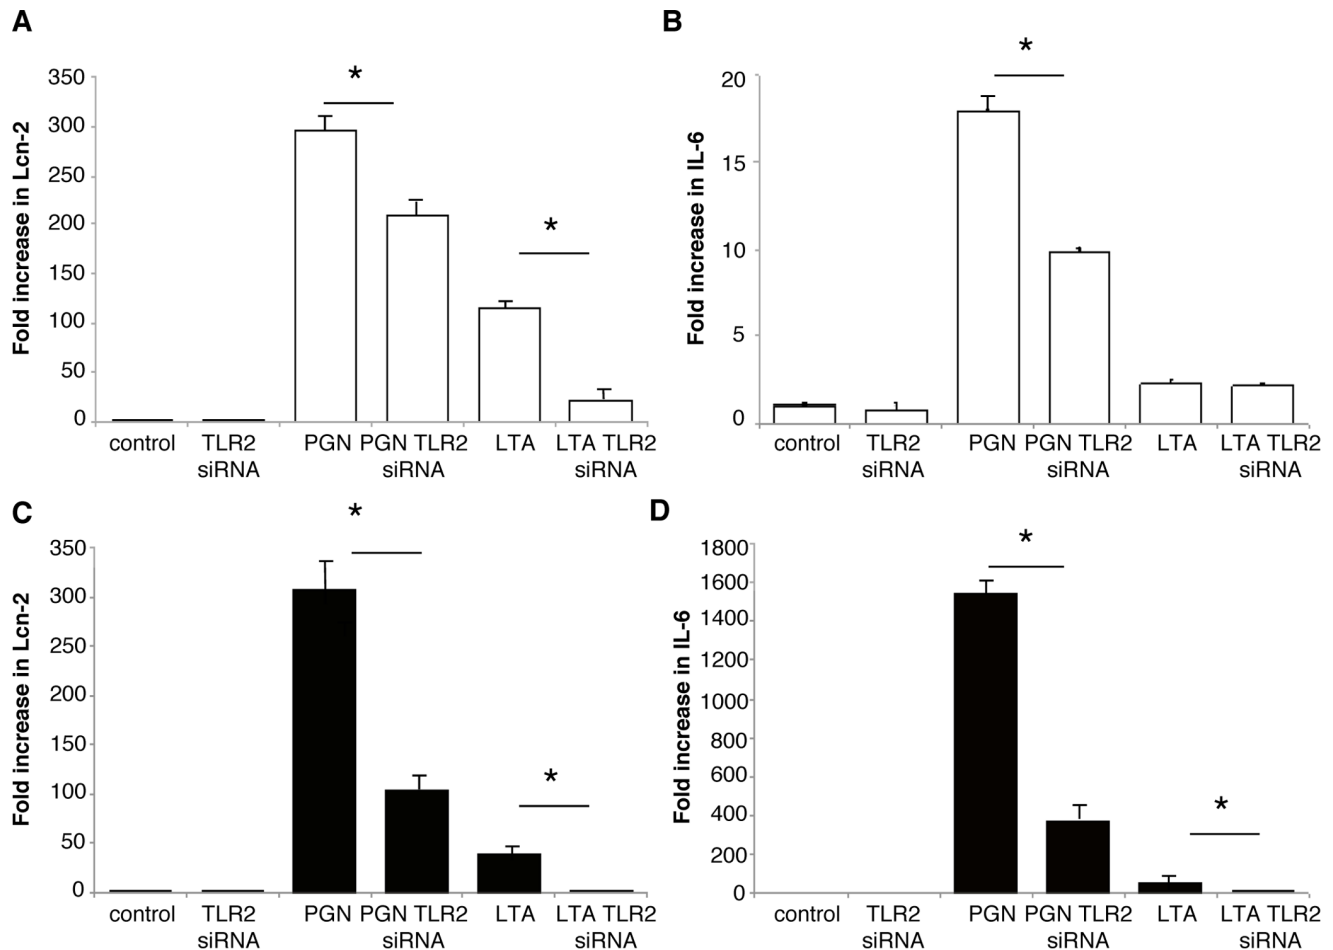 A
*
*
350
300
250
200
150
100
50
0
Fold increase in Lcn-2
control TLR2 PGN PGN TLR2 LTA LTA TLR2
siRNA siRNA siRNA
B
*
20
15
10
5
0
Fold increase in IL-6
control TLR2 PGN PGN TLR2 LTA LTA TLR2
siRNA siRNA siRNA
C
*
*
350
300
250
200
150
100
50
0
Fold increase in Lcn-2
control TLR2 PGN PGN TLR2 LTA LTA TLR2
siRNA siRNA siRNA
D
*
*
1800
1600
1400
1200
1000
800
600
400
200
0
Fold increase in IL-6
control TLR2 PGN PGN TLR2 LTA LTA TLR2
siRNA siRNA siRNA